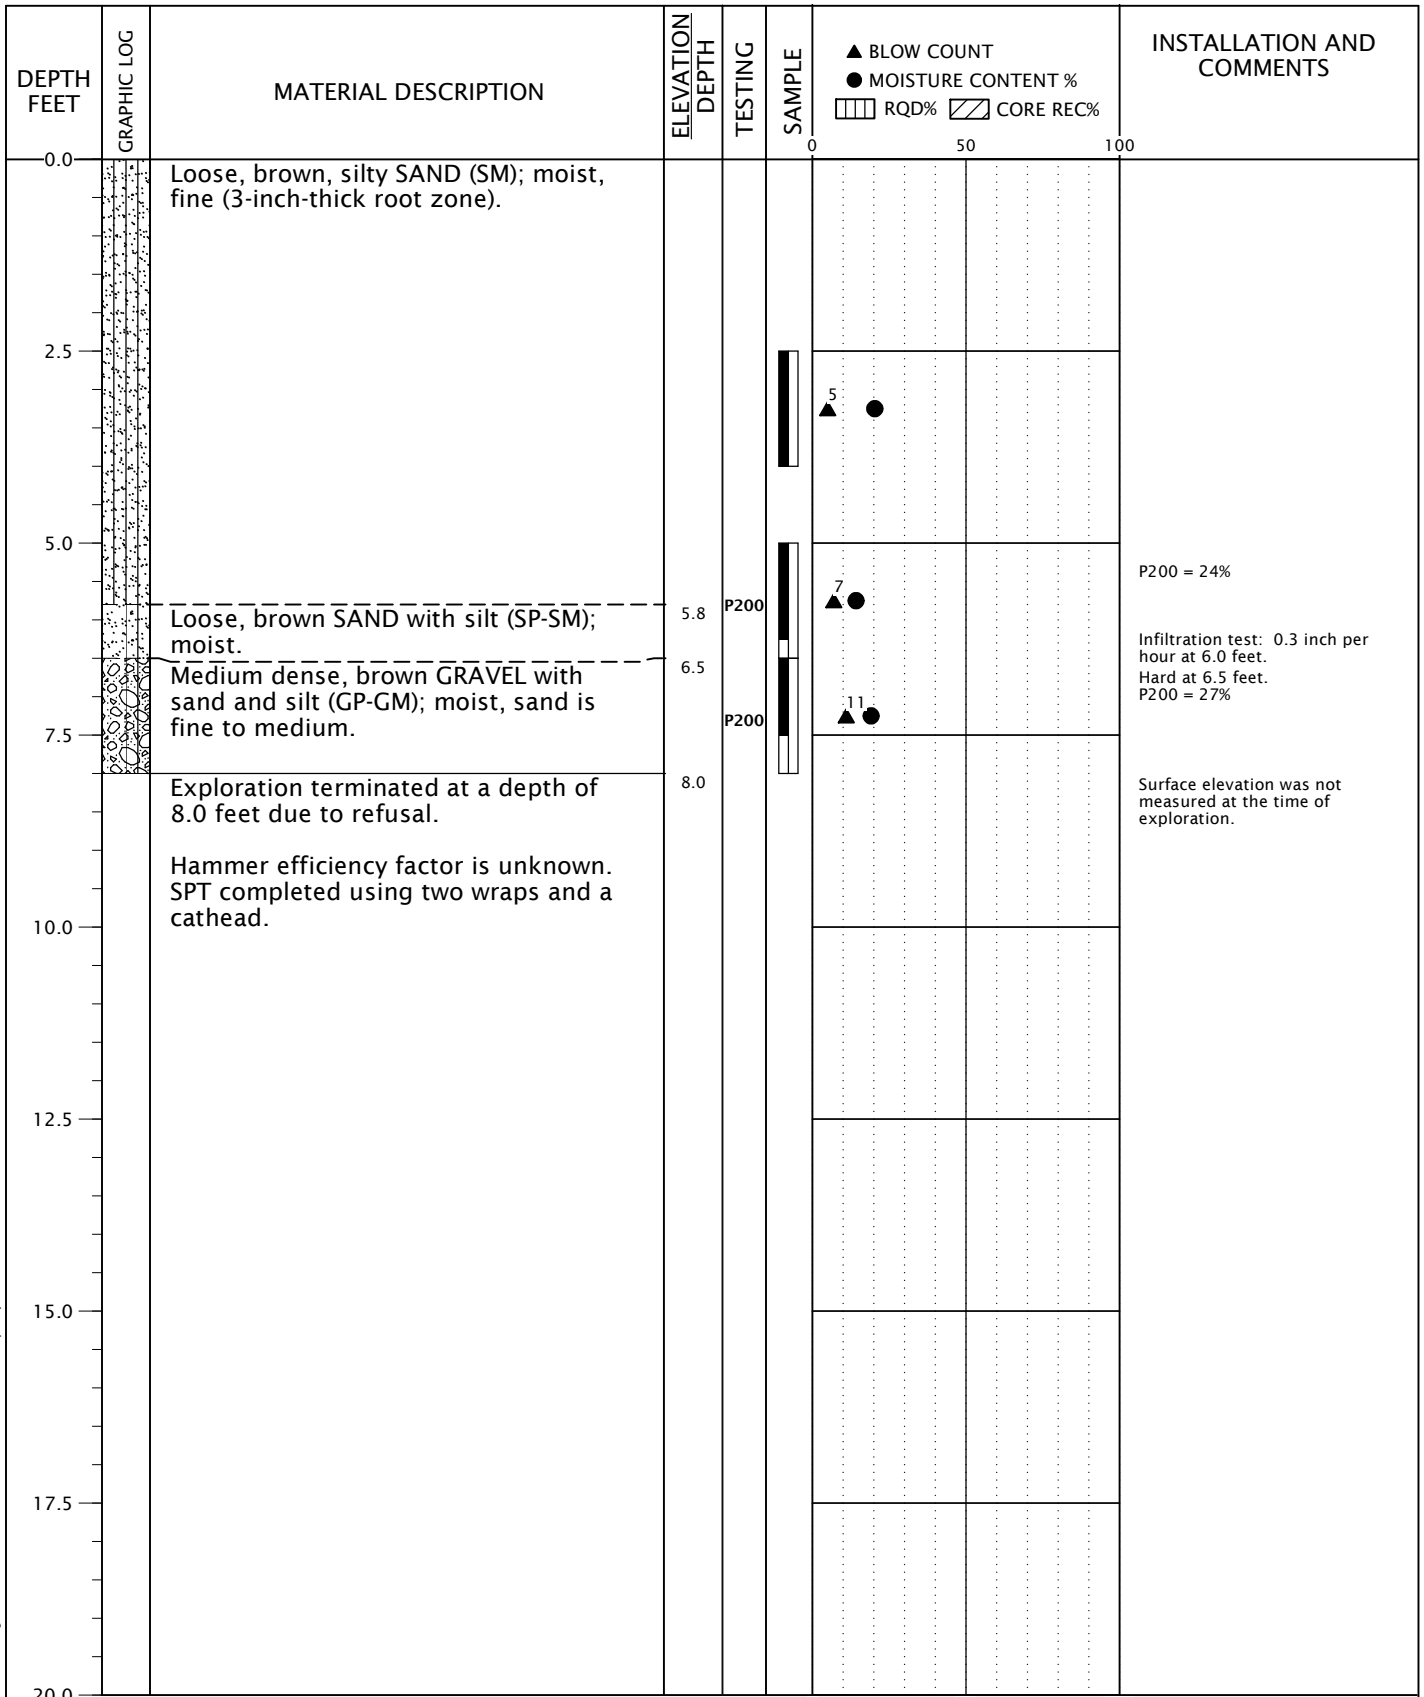 DEPTH
FEET
GRAPHIC LOG
MATERIAL DESCRIPTION
ELEVATION
DEPTH
TESTING
SAMPLE
▲ BLOW COUNT
● MOISTURE CONTENT %
RQD% CORE REC%
0 50 100
INSTALLATION AND
COMMENTS
0.0
Loose, brown, silty SAND (SM); moist,
fine (3-inch-thick root zone).
2.5
5
5.0
P200 = 24%
7
5.8
P200
Loose, brown SAND with silt (SP-SM);
moist.
Infiltration test: 0.3 inch per
hour at 6.0 feet.
6.5
Medium dense, brown GRAVEL with
sand and silt (GP-GM); moist, sand is
fine to medium.
Hard at 6.5 feet.
P200 = 27%
11
P200
7.5
8.0
Exploration terminated at a depth of
8.0 feet due to refusal.
Surface elevation was not
measured at the time of
exploration.
Hammer efficiency factor is unknown.
SPT completed using two wraps and a
cathead.
10.0
12.5
15.0
17.5
20.0